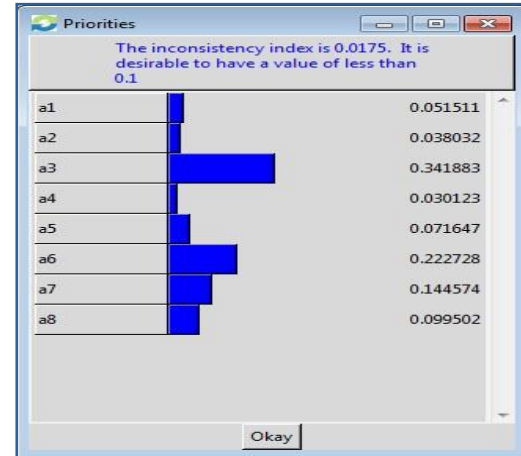 Priorities
The inconsistency index is 0.0175. It is
desirable to have a value of less than
0.1
a1 0.051511
a2 0.038032
a3 0.341883
a4 0.030123
a5 0.071647
a6 0.222728
a7 0.144574
a8 0.099502
Okay